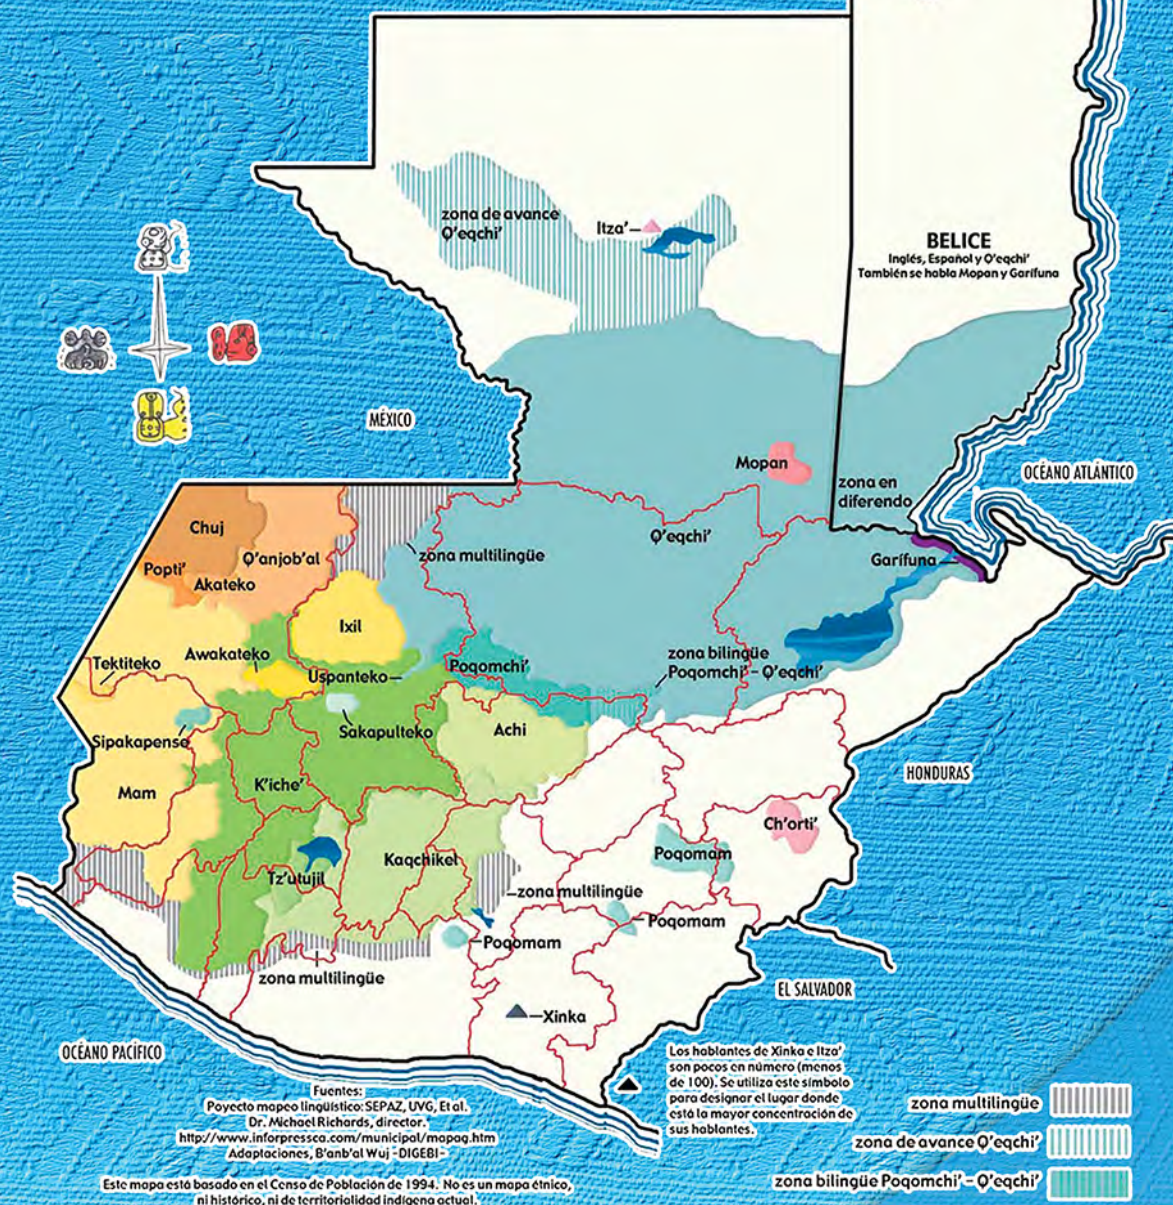 zona de avance
Q'eqchi'
Itza'
BELICE
Inglés, Español y Q'eqchi'
También se habla Mopan y Garífuna
MÉXICO
Mopan
zona en
diferendo
OCÉANO ATLÁNTICO
Chuj
Q'anjob'al
Popti'
Akateko
zona multilingüe
Q'eqchi'
Garífuna
Ixil
Awakateko
Tektiteko
Uspanteko
Poqomchi'
zona bilingüe
Poqomchi' - Q'eqchi'
Sipakapense
Sakapulteko
Achi
Mam
K'iche'
HONDURAS
Ch'orti'
Poqomam
Kaqchikel
Tz'utujil
zona multilingüe
Poqomam
Poqomam
zona multilingüe
Xinka
EL SALVADOR
OCÉANO PACÍFICO
Los hablantes de Xinka e Itza'
son pocos en número (menos
de 100). Se utiliza este símbolo
para designar el lugar donde
está la mayor concentración de
sus hablantes.
Fuentes:
Poyecto mapeo lingüístico: SEPAZ, UVG, Et al.
Dr. Michael Richards, director.
http://www.inforpressca.com/municipal/mapag.htm
Adaptaciones, B'anb'al Wuj -DIGEBI-
Este mapa está basado en el Censo de Población de 1994. No es un mapa étnico,
ni histórico, ni de territorialidad indígena actual.
zona multilingüe
zona de avance Q'eqchi'
zona bilingüe Poqomchi' - Q'eqchi'